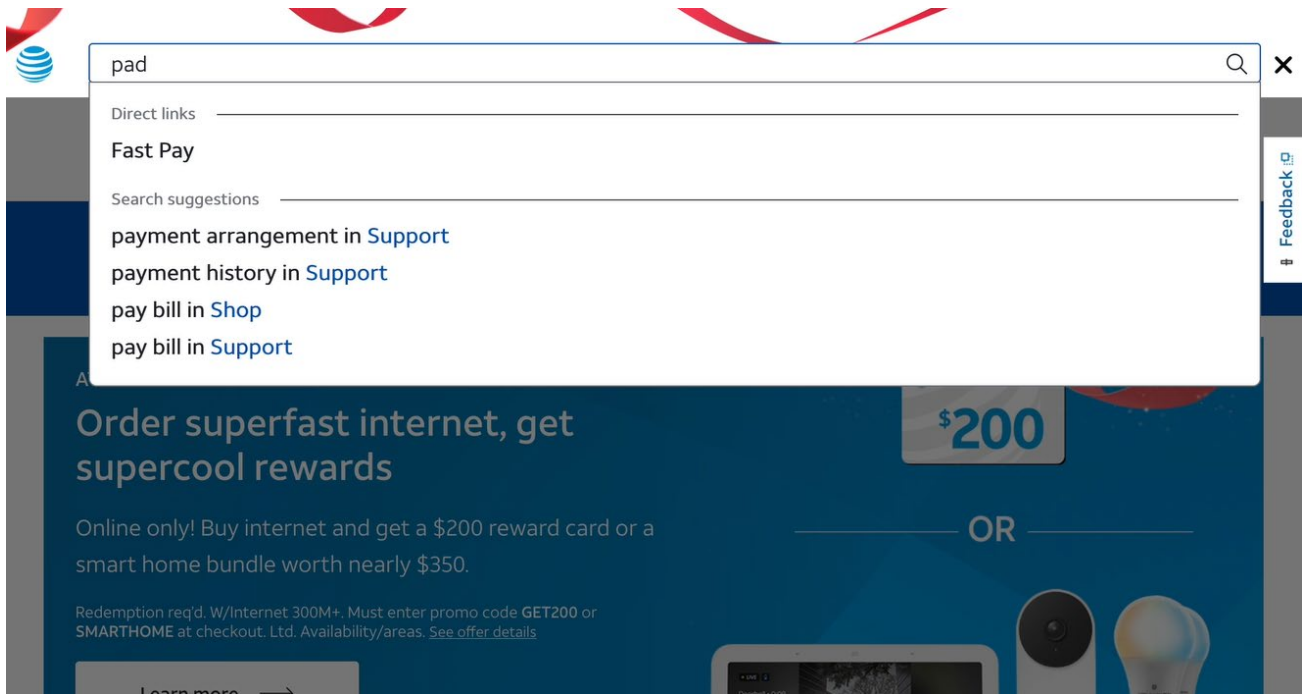 pad
Direct links
Fast Pay
Search suggestions
payment arrangement in Support
payment history in Support
pay bill in Shop
pay bill in Support
Feedback
Order superfast internet, get
supercool rewards
Online only! Buy internet and get a $200 reward card or a
smart home bundle worth nearly $350.
Redemption req'd. W/Internet 300M+. Must enter promo code GET200 or
SMARTHOME at checkout. Ltd. Availability/areas. See offer details
Learn more
$200
OR
LIVE